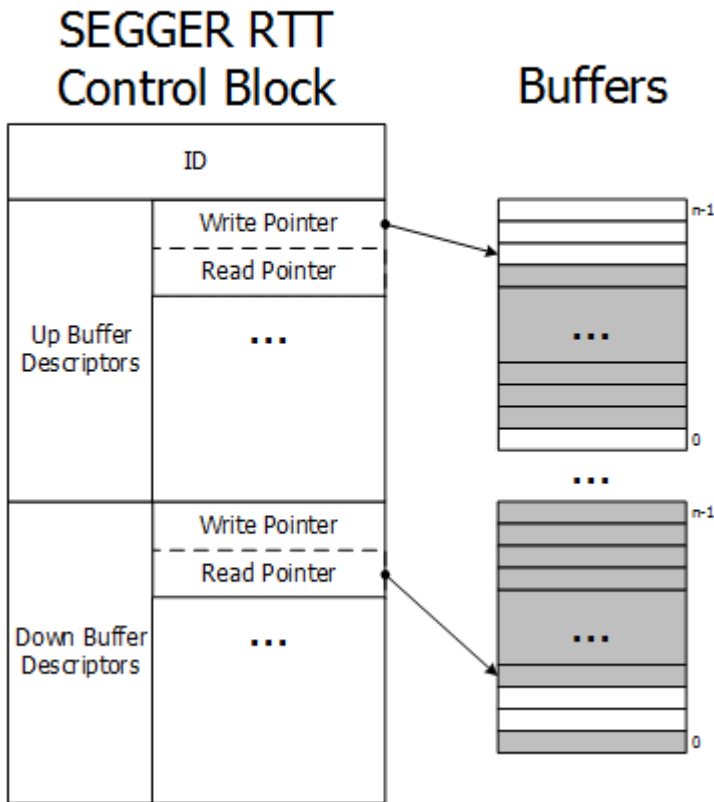 SEGGER RTT
Control Block
Buffers
ID
Write Pointer
Read Pointer
Up Buffer
Descriptors
...
Write Pointer
Read Pointer
Down Buffer
Descriptors
...
n-1
...
0
...
n-1
...
0